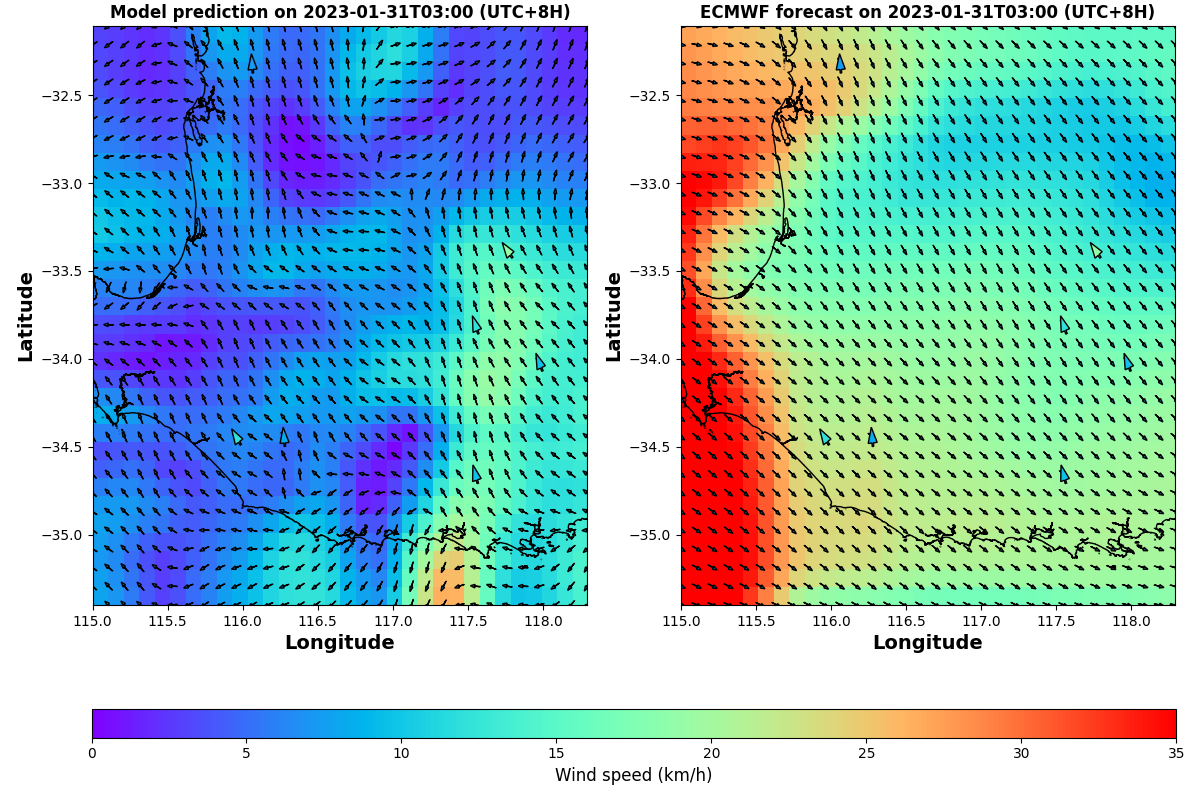 Model prediction on 2023-01-31T03:00 (UTC+8H)
ECMWF forecast on 2023-01-31T03:00 (UTC+8H)
Latitude
−32.5
−33.0
−33.5
−34.0
−34.5
−35.0
115.0 115.5 116.0 116.5 117.0 117.5 118.0
Longitude
Latitude
−32.5
−33.0
−33.5
−34.0
−34.5
−35.0
115.0 115.5 116.0 116.5 117.0 117.5 118.0
Longitude
0 5 10 15 20 25 30 35
Wind speed (km/h)